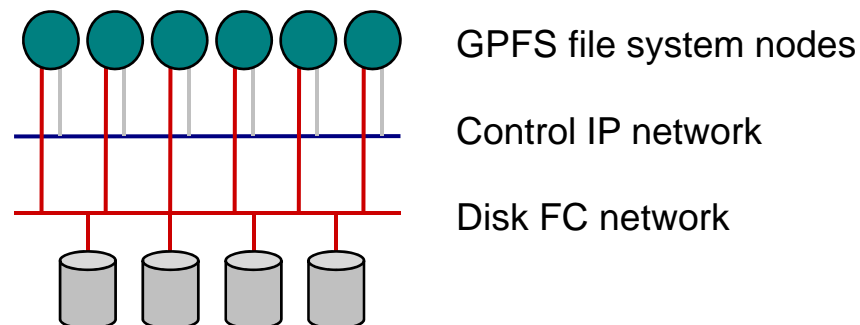 GPFS file system nodes
Control IP network
Disk FC network